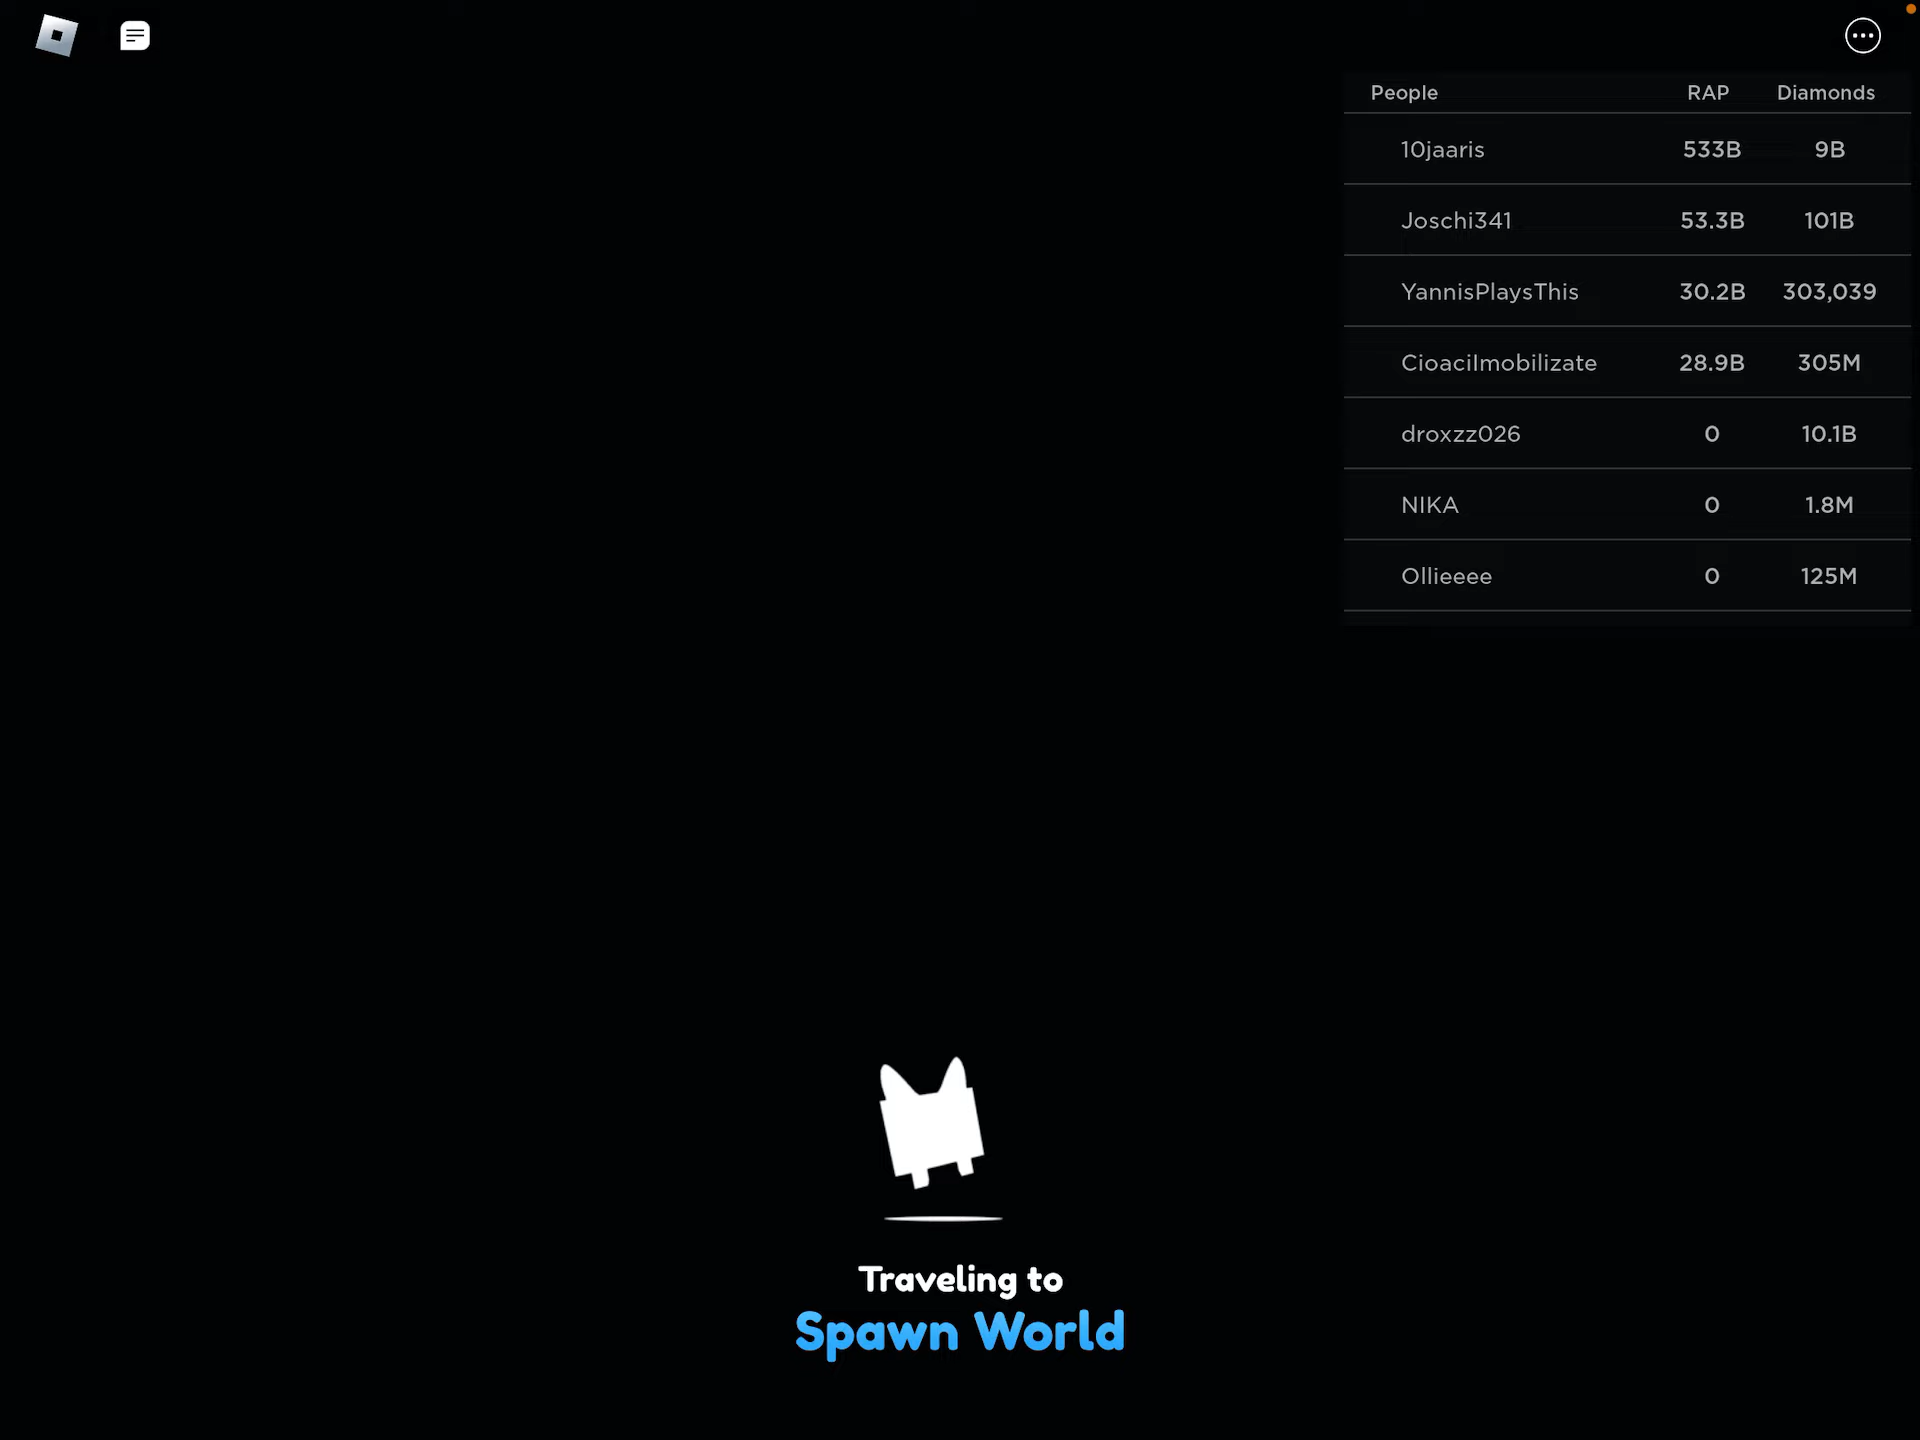 People RAP Diamonds
10jaaris 533B 9B
Joschi341 53.3B 101B
YannisPlaysThis 30.2B 303,039
CioaciImobilizate 28.9B 305M
droxzz026 0 10.1B
NIKA 0 1.8M
Ollieeee 0 125M
Traveling to
Spawn World